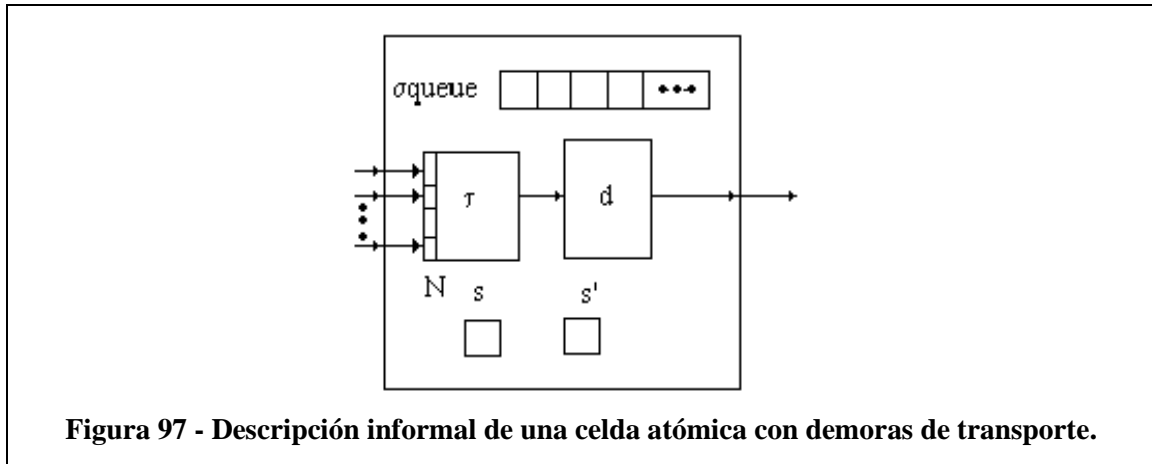 σqueue
τ
d
N
s
s'
Figura 97 - Descripción informal de una celda atómica con demoras de transporte.